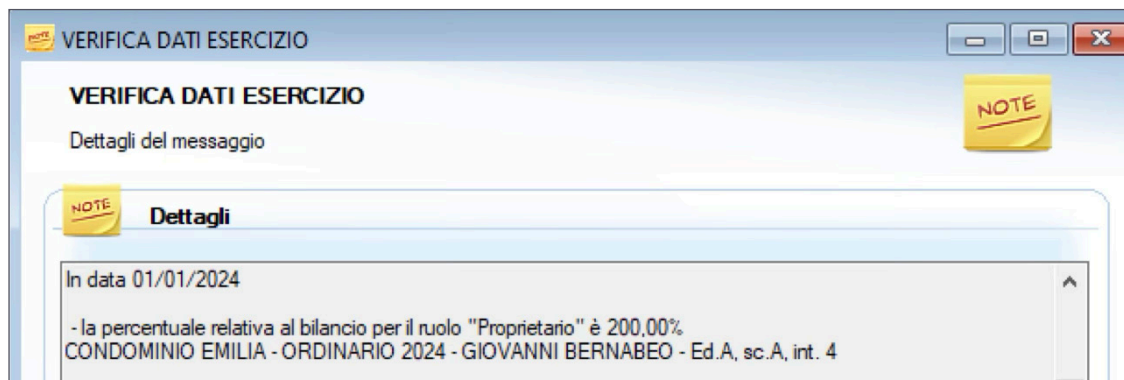 VERIFICA DATI ESERCIZIO
VERIFICA DATI ESERCIZIO
NOTE
Dettagli del messaggio
NOTE
Dettagli
In data 01/01/2024
- la percentuale relativa al bilancio per il ruolo "Proprietario" è 200,00%
CONDOMINIO EMILIA - ORDINARIO 2024 - GIOVANNI BERNABEO - Ed.A, sc.A, int. 4